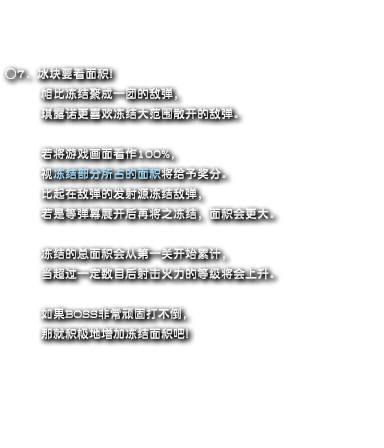 ○7．冰块要看面积!
相比冻结聚成一团的敌弹，
琪露诺更喜欢冻结大范围散开的敌弹。
若将游戏画面看作100%，
视冻结部分所占的面积将给予奖分。
比起在敌弹的发射源冻结敌弹，
若是等弹幕展开后再将之冻结，面积会更大。
冻结的总面积会从第一关开始累计，
当超过一定数目后射击火力的等级将会上升。
如果BOSS非常顽固打不倒，
那就积极地增加冻结面积吧!